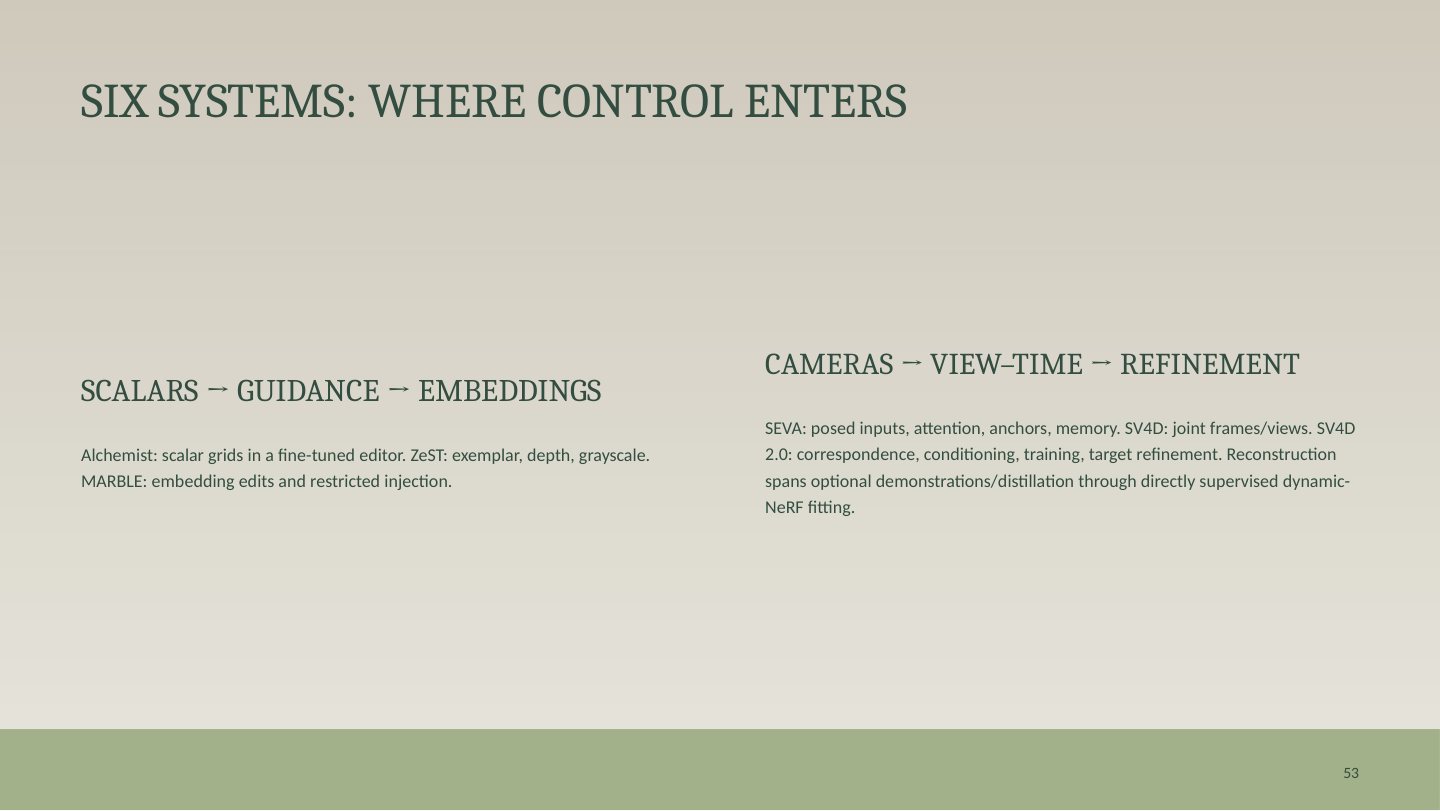 SIX SYSTEMS: WHERE CONTROL ENTERS
SCALARS → GUIDANCE → EMBEDDINGS
Alchemist: scalar grids in a fine-tuned editor. ZeST: exemplar, depth, grayscale.
MARBLE: embedding edits and restricted injection.
CAMERAS → VIEW–TIME → REFINEMENT
SEVA: posed inputs, attention, anchors, memory. SV4D: joint frames/views. SV4D
2.0: correspondence, conditioning, training, target refinement. Reconstruction
spans optional demonstrations/distillation through directly supervised dynamic-
NeRF fitting.
53